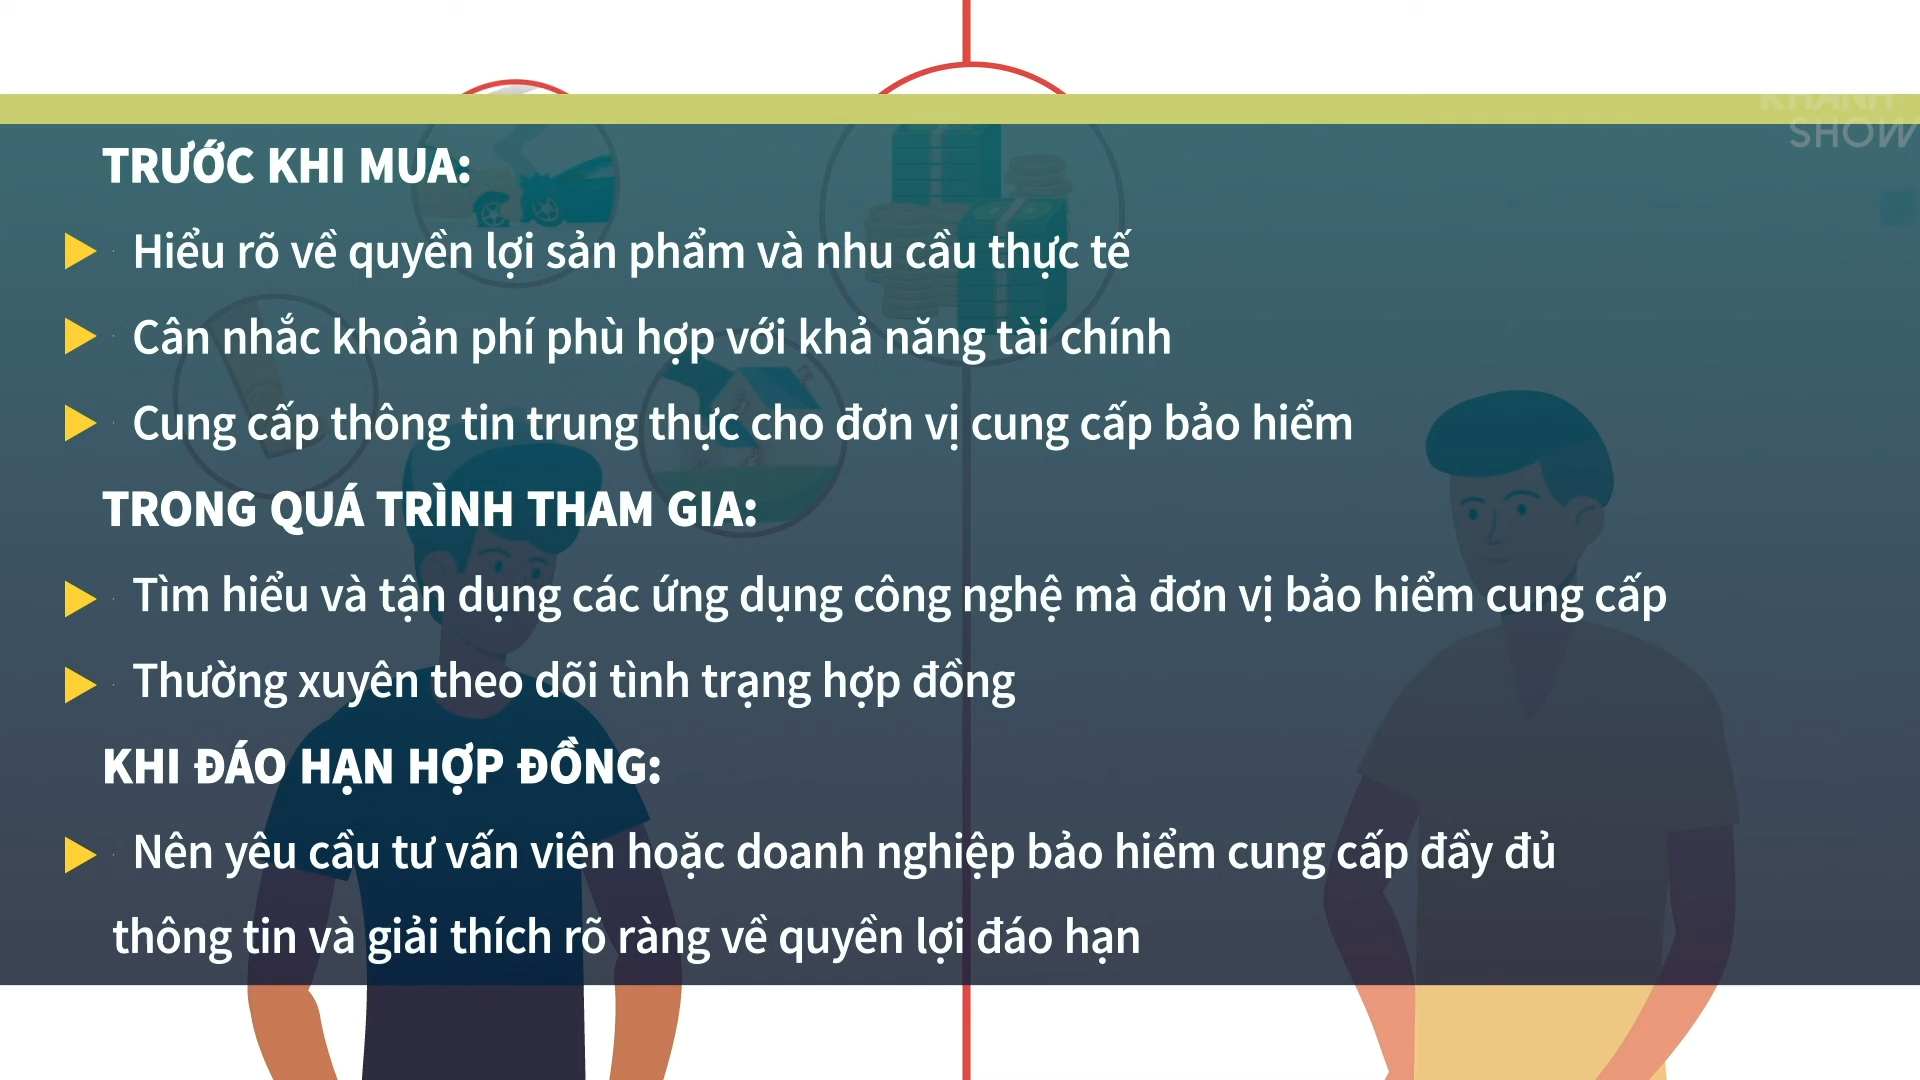 KHANH
SHOW
TRƯỚC KHI MUA:
Hiểu rõ về quyền lợi sản phẩm và nhu cầu thực tế
Cân nhắc khoản phí phù hợp với khả năng tài chính
Cung cấp thông tin trung thực cho đơn vị cung cấp bảo hiểm
TRONG QUÁ TRÌNH THAM GIA:
Tìm hiểu và tận dụng các ứng dụng công nghệ mà đơn vị bảo hiểm cung cấp
Thường xuyên theo dõi tình trạng hợp đồng
KHI ĐÁO HẠN HỢP ĐỒNG:
Nên yêu cầu tư vấn viên hoặc doanh nghiệp bảo hiểm cung cấp đầy đủ
thông tin và giải thích rõ ràng về quyền lợi đáo hạn